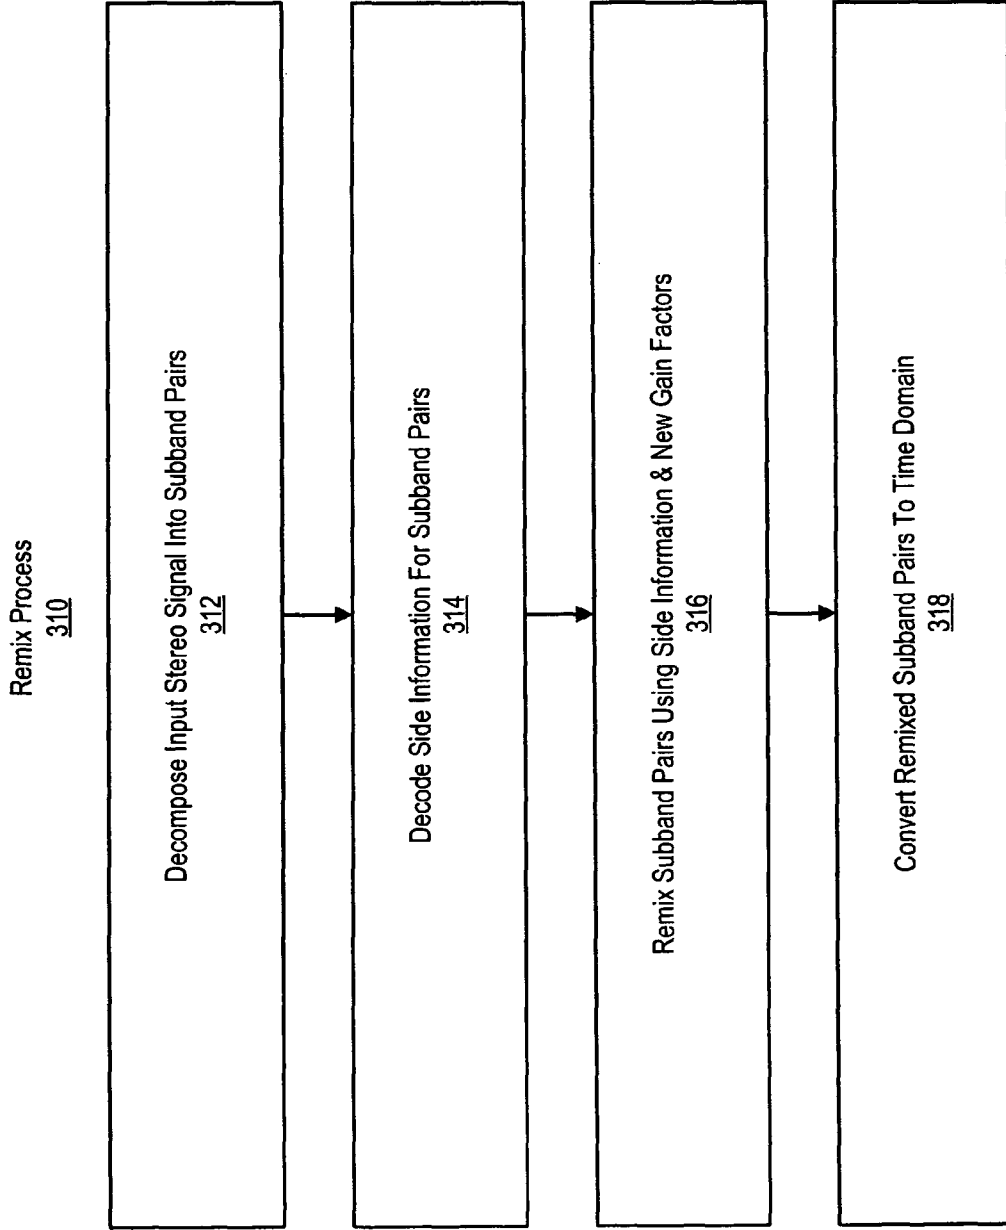 Remix Process
310
Decompose Input Stereo Signal Into Subband Pairs
312
Decode Side Information For Subband Pairs
314
Remix Subband Pairs Using Side Information & New Gain Factors
316
Convert Remixed Subband Pairs To Time Domain
318